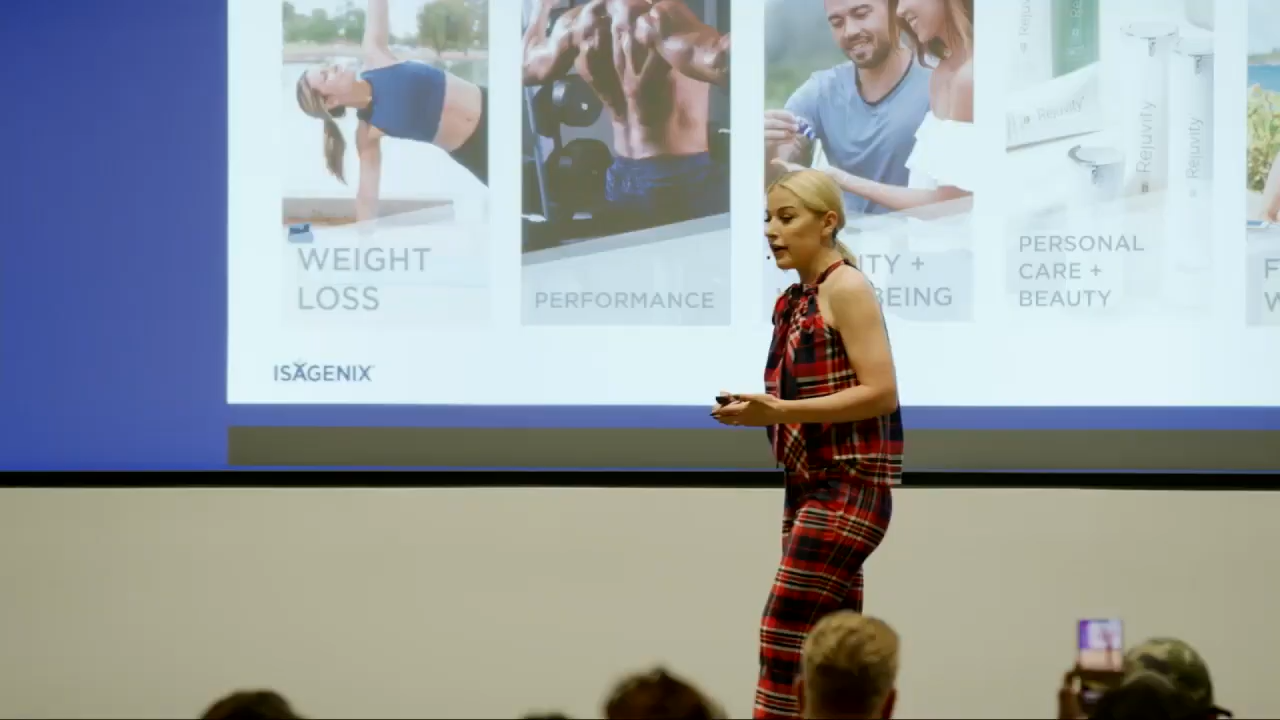 WEIGHT
LOSS
PERFORMANCE
ITY +
BEING
PERSONAL
CARE +
BEAUTY
Rejuvity
Rejuvity
Rejuvity
F
W
ISAGENIX